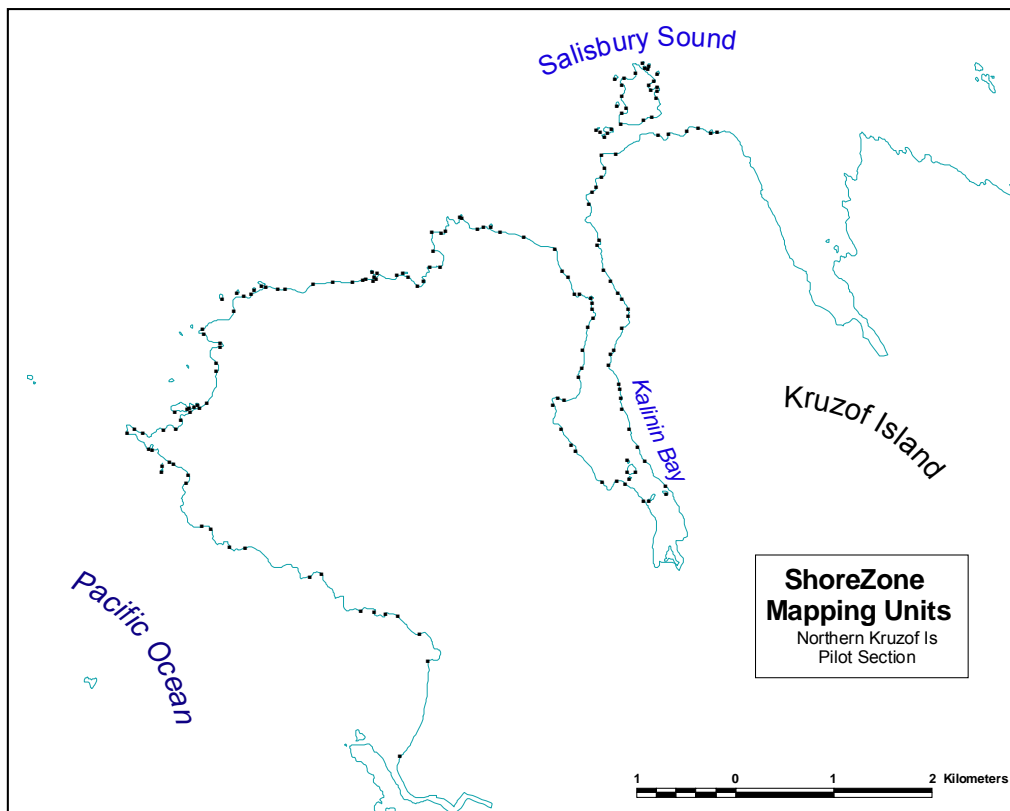 Salisbury Sound
Kruzof Island
Kalinin Bay
Pacific Ocean
ShoreZone
Mapping Units
Northern Kruzof Is
Pilot Section
1 0 1 2 Kilometers